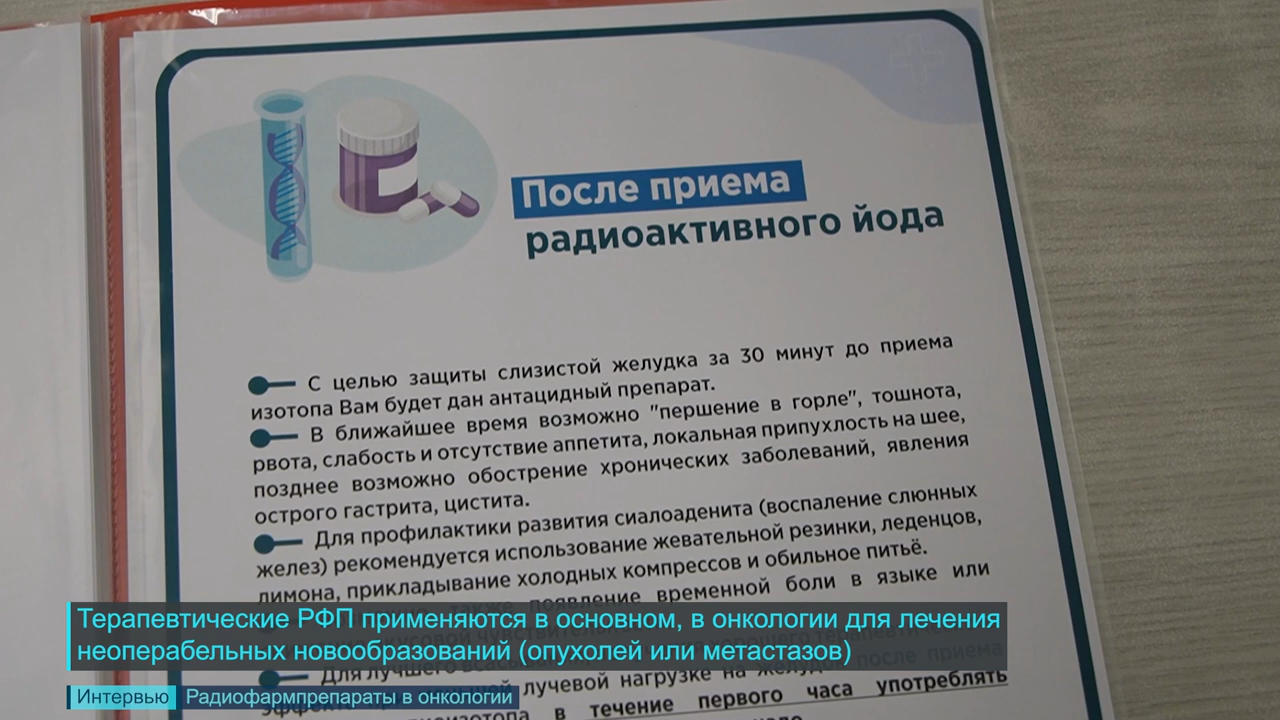 После приема
радиоактивного йода
С целью защиты слизистой желудка за 30 минут до приема
изотопа Вам будет дан антацидный препарат.
В ближайшее время возможно "першение в горле", тошнота,
рвота, слабость и отсутствие аппетита, локальная припухлость на шее,
позднее возможно обострение хронических заболеваний, явления
острого гастрита, цистита.
Для профилактики развития сиалоаденита (воспаление слюнных
желез) рекомендуется использование жевательной резинки, леденцов,
лимона, прикладывание холодных компрессов и обильное питьё.
появление временной боли в языке или
Терапевтические РФП применяются в основном, в онкологии для лечения
неоперабельных новообразований (опухолей или метастазов)
Для лучшего
после приема
лучевой нагрузке на желудок
в течение первого часа употреблять
Интервью Радиофармпрепараты в онкологии